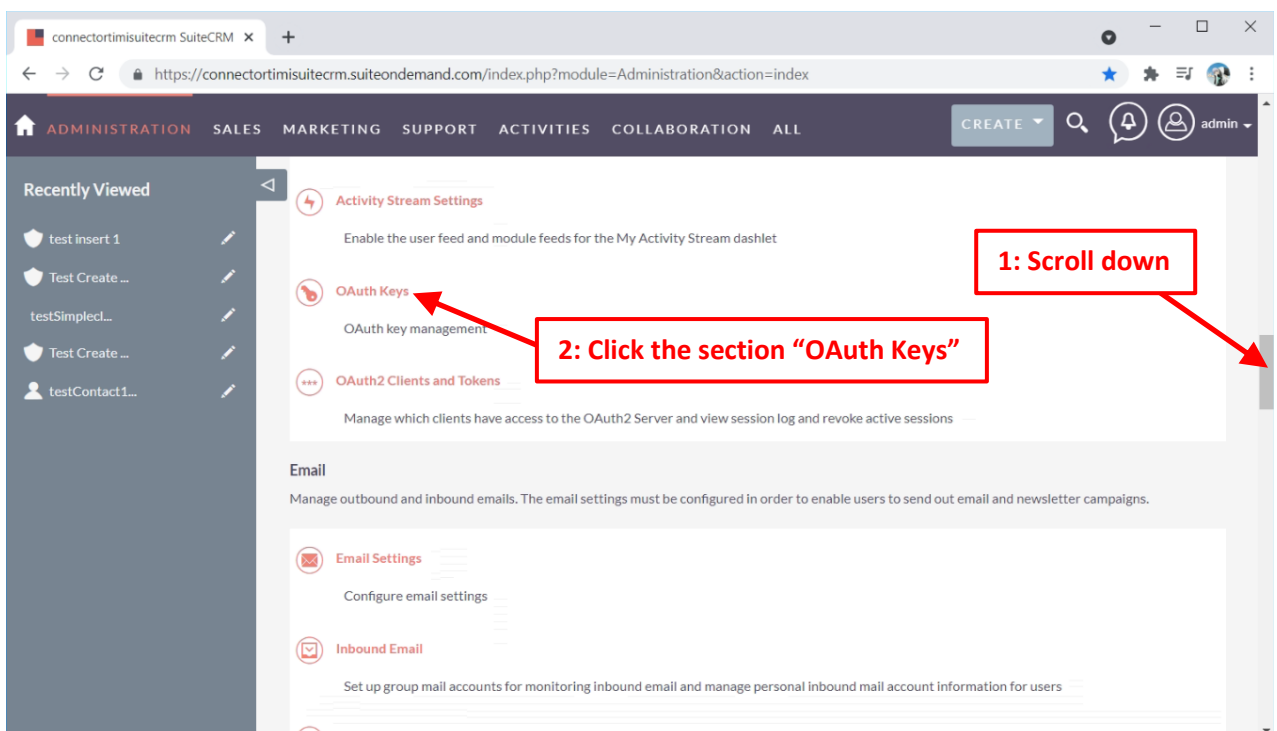 connectortimisuitecrm SuiteCRM
https://connectortimisuitecrm.suiteondemand.com/index.php?module=Administration&action=index
ADMINISTRATION SALES MARKETING SUPPORT ACTIVITIES COLLABORATION ALL CREATE admin
Recently Viewed
test insert 1
Test Create ...
testSimplecl...
Test Create ...
testContact1...
Activity Stream Settings
Enable the user feed and module feeds for the My Activity Stream dashlet
1: Scroll down
OAuth Keys
OAuth key management
2: Click the section “OAuth Keys”
OAuth2 Clients and Tokens
Manage which clients have access to the OAuth2 Server and view session log and revoke active sessions
Email
Manage outbound and inbound emails. The email settings must be configured in order to enable users to send out email and newsletter campaigns.
Email Settings
Configure email settings
Inbound Email
Set up group mail accounts for monitoring inbound email and manage personal inbound mail account information for users